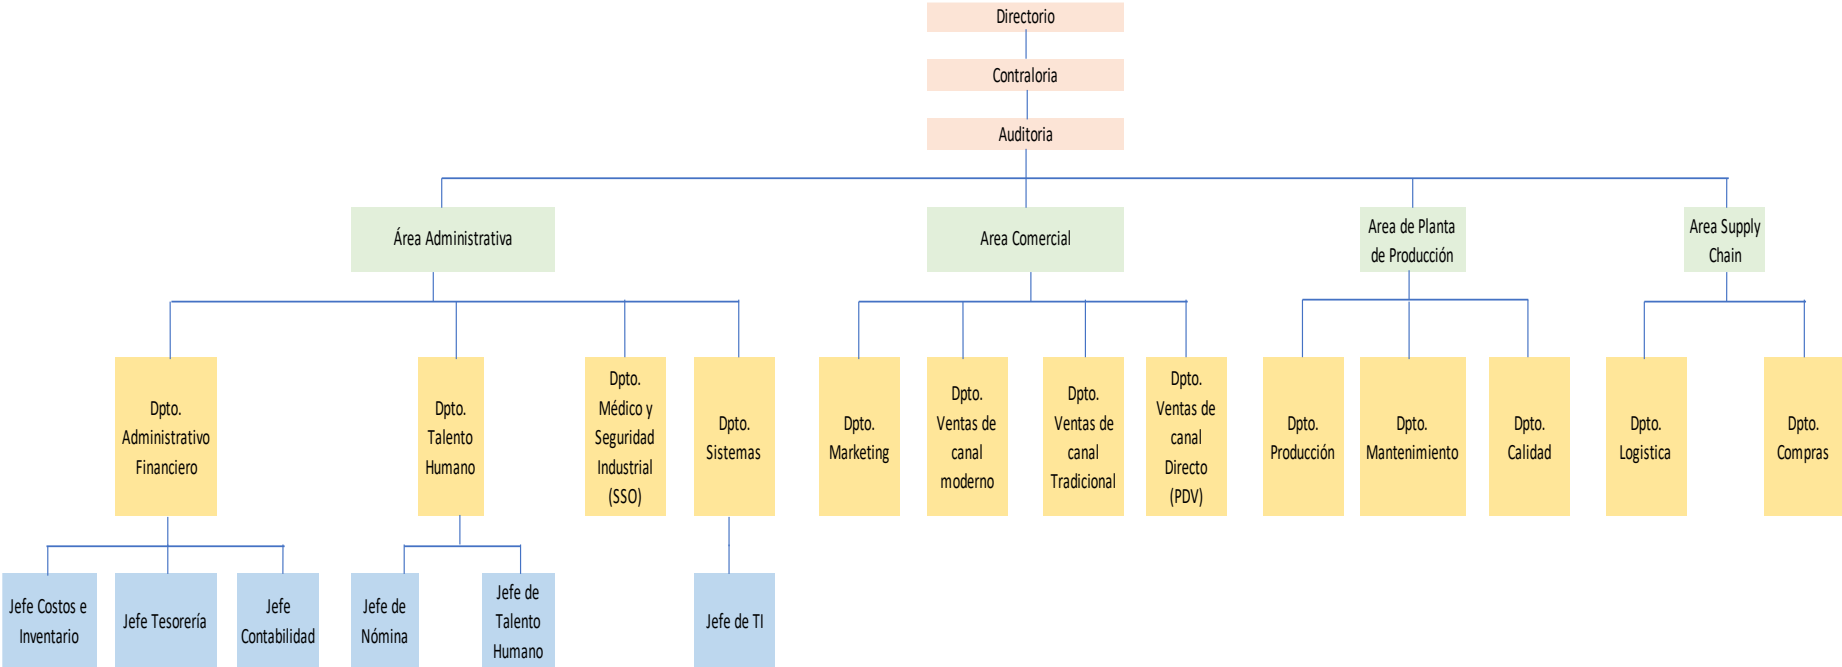 Directorio
Contraloria
Auditoria
Área Administrativa
Area Comercial
Area de Planta
de Producción
Area Supply
Chain
Dpto.
Administrativo
Financiero
Dpto.
Talento
Humano
Dpto.
Médico y
Seguridad
Industrial
(SSO)
Dpto.
Sistemas
Dpto.
Marketing
Dpto.
Ventas de
canal
moderno
Dpto.
Ventas de
canal
Tradicional
Dpto.
Ventas de
canal
Directo
(PDV)
Dpto.
Producción
Dpto.
Mantenimiento
Dpto.
Calidad
Dpto.
Logistica
Dpto.
Compras
Jefe Costos e
Inventario
Jefe Tesorería
Jefe
Contabilidad
Jefe de
Nómina
Jefe de
Talento
Humano
Jefe de TI